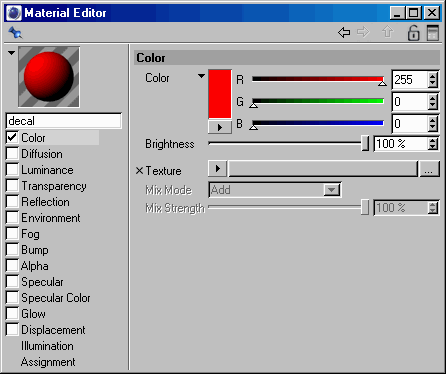 Material Editor
decal
Color
Diffusion
Luminance
Transparency
Reflection
Environment
Fog
Bump
Alpha
Specular
Specular Color
Glow
Displacement
Illumination
Assignment
Color
Color R 255
G 0
B 0
Brightness 100 %
Texture ...
Mix Mode Add
Mix Strength 100 %